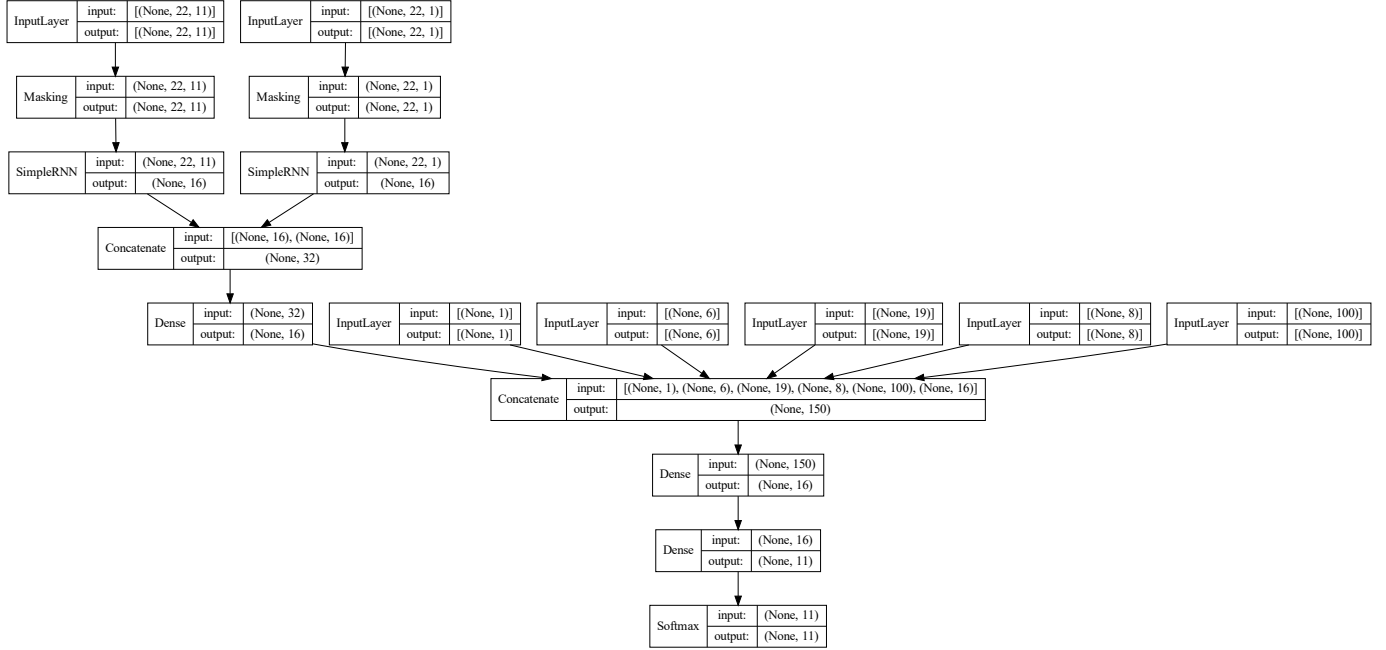 InputLayer input: [(None, 22, 11)] output: [(None, 22, 11)]
InputLayer input: [(None, 22, 1)] output: [(None, 22, 1)]
Masking input: (None, 22, 11) output: (None, 22, 11)
Masking input: (None, 22, 1) output: (None, 22, 1)
SimpleRNN input: (None, 22, 11) output: (None, 16)
SimpleRNN input: (None, 22, 1) output: (None, 16)
Concatenate input: [(None, 16), (None, 16)] output: (None, 32)
Dense input: (None, 32) output: (None, 16)
InputLayer input: [(None, 1)] output: [(None, 1)]
InputLayer input: [(None, 6)] output: [(None, 6)]
InputLayer input: [(None, 19)] output: [(None, 19)]
InputLayer input: [(None, 8)] output: [(None, 8)]
InputLayer input: [(None, 100)] output: [(None, 100)]
Concatenate input: [(None, 1), (None, 6), (None, 19), (None, 8), (None, 100), (None, 16)] output: (None, 150)
Dense input: (None, 150) output: (None, 16)
Dense input: (None, 16) output: (None, 11)
Softmax input: (None, 11) output: (None, 11)